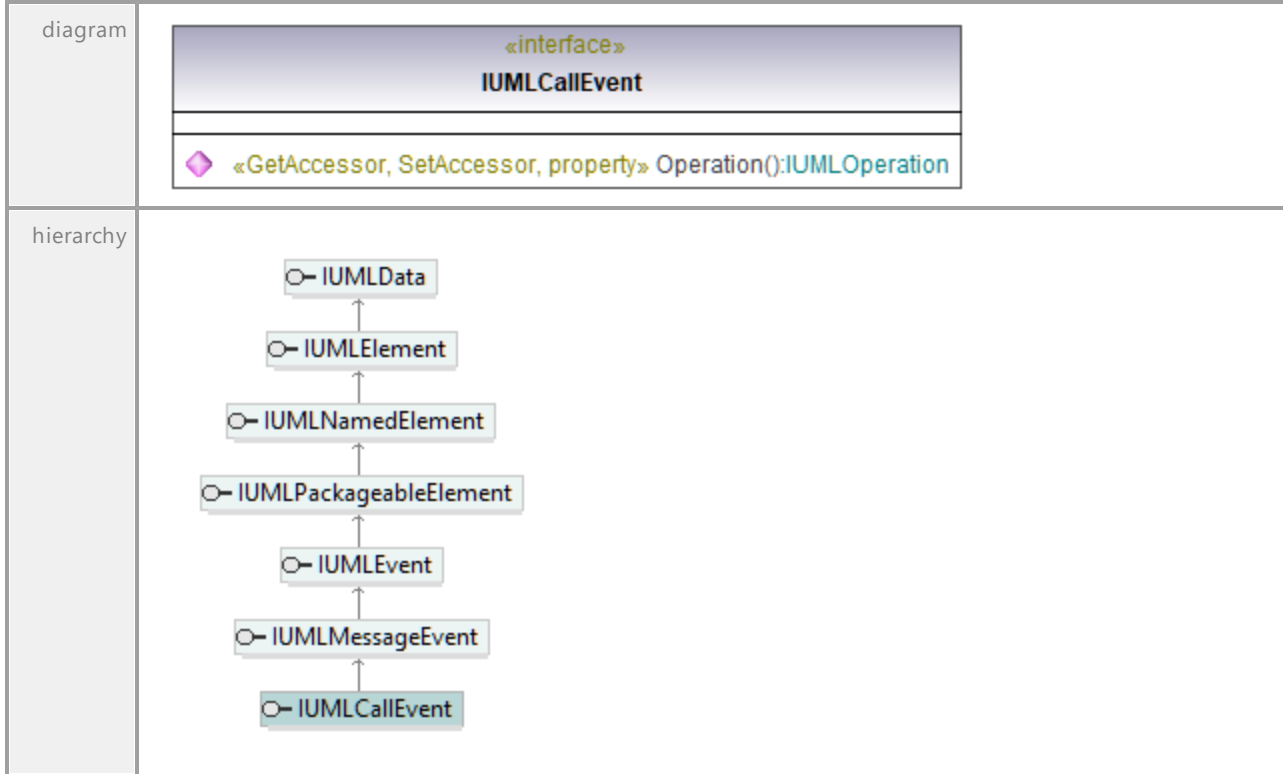 diagram
«interface»
IUMLCallEvent
«GetAccessor, SetAccessor, property» Operation():IUMLOperation
hierarchy
IUMLData
IUMLElement
IUMLNamedElement
IUMLPackageableElement
IUMLEvent
IUMLMessageEvent
IUMLCallEvent